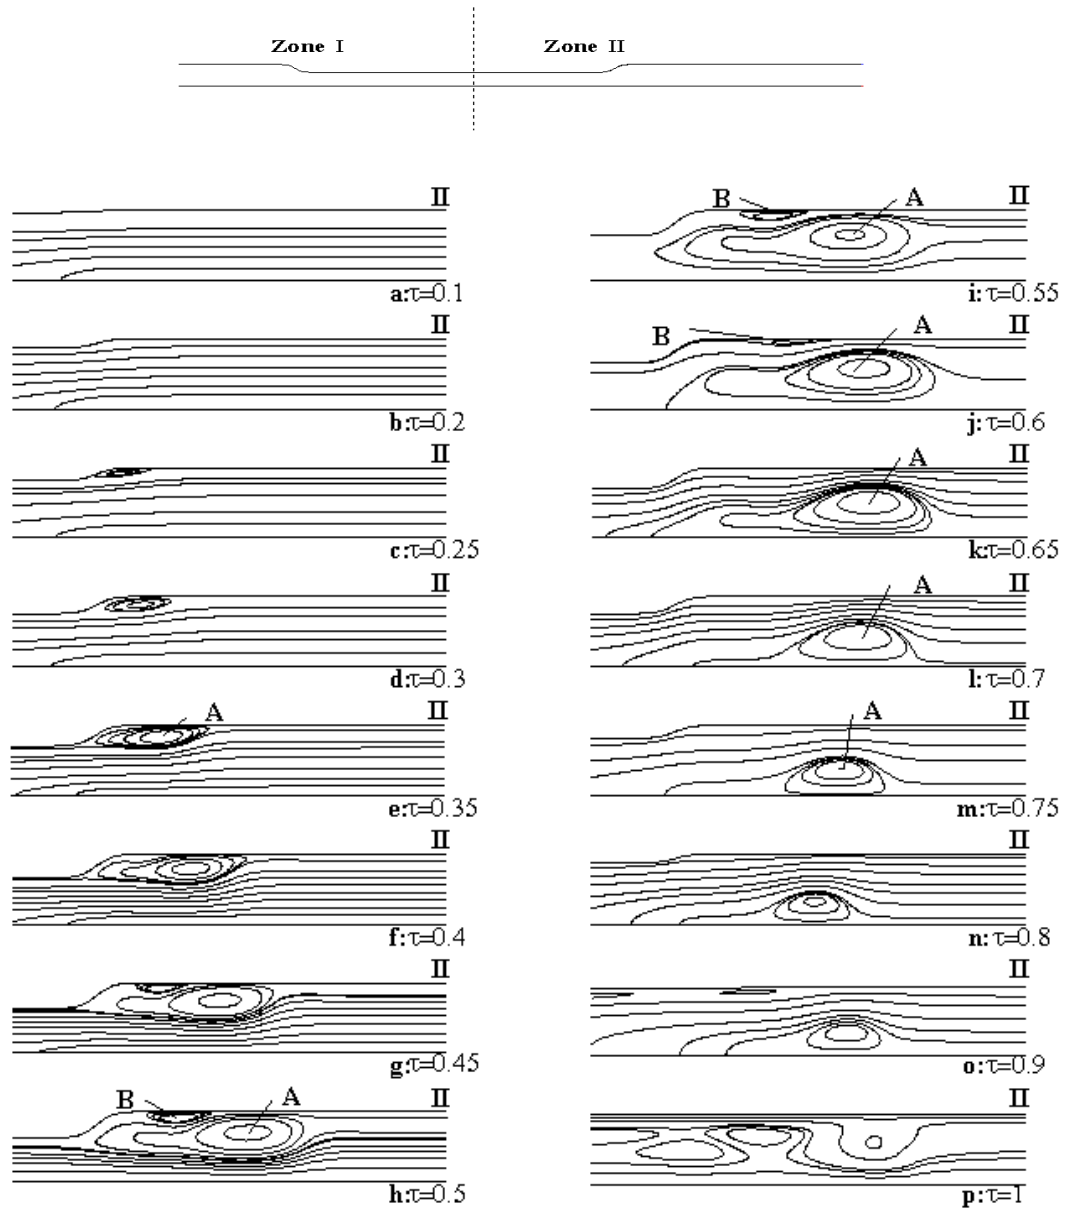 Zone I Zone II
II
a:τ=0.1
II
b:τ=0.2
II
c:τ=0.25
II
d:τ=0.3
A II
e:τ=0.35
II
f:τ=0.4
II
g:τ=0.45
B A II
h:τ=0.5
B A II
i:τ=0.55
B A II
j:τ=0.6
A II
k:τ=0.65
A II
l:τ=0.7
A II
m:τ=0.75
II
n:τ=0.8
II
o:τ=0.9
II
p:τ=1